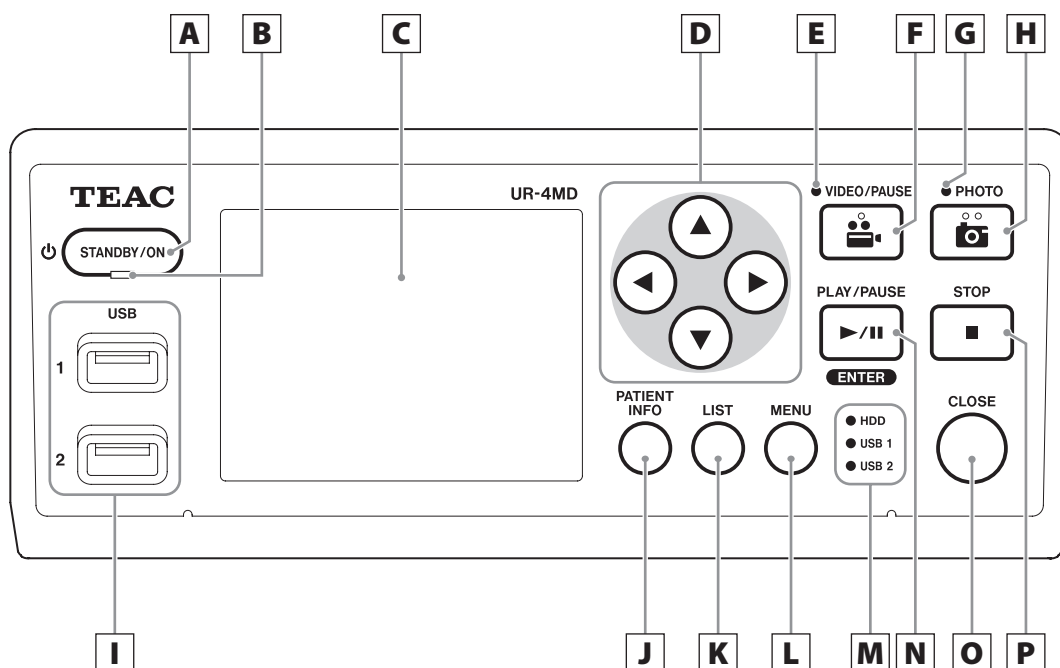 A B C D E F G H
TEAC
UR-4MD
VIDEO/PAUSE
PHOTO
STANDBY/ON
USB
1
2
PLAY/PAUSE
STOP
ENTER
PATIENT
INFO
LIST
MENU
HDD
USB 1
USB 2
CLOSE
I J K L M N O P